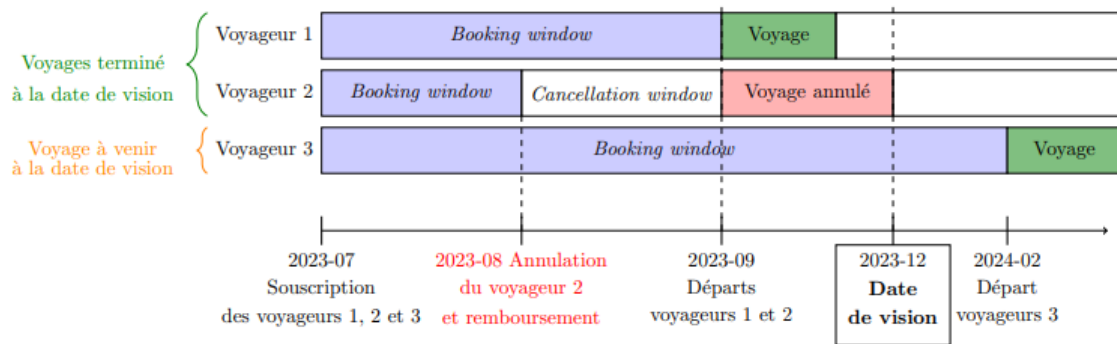 Voyages terminé
à la date de vision
Voyageur 1
Booking window
Voyage
Voyageur 2
Booking window
Cancellation window
Voyage annulé
Voyage à venir
à la date de vision
Voyageur 3
Booking window
Voyage
2023-07
Souscription
des voyageurs 1, 2 et 3
2023-08 Annulation
du voyageur 2
et remboursement
2023-09
Départs
voyageurs 1 et 2
2023-12
Date
de vision
2024-02
Départ
voyageurs 3